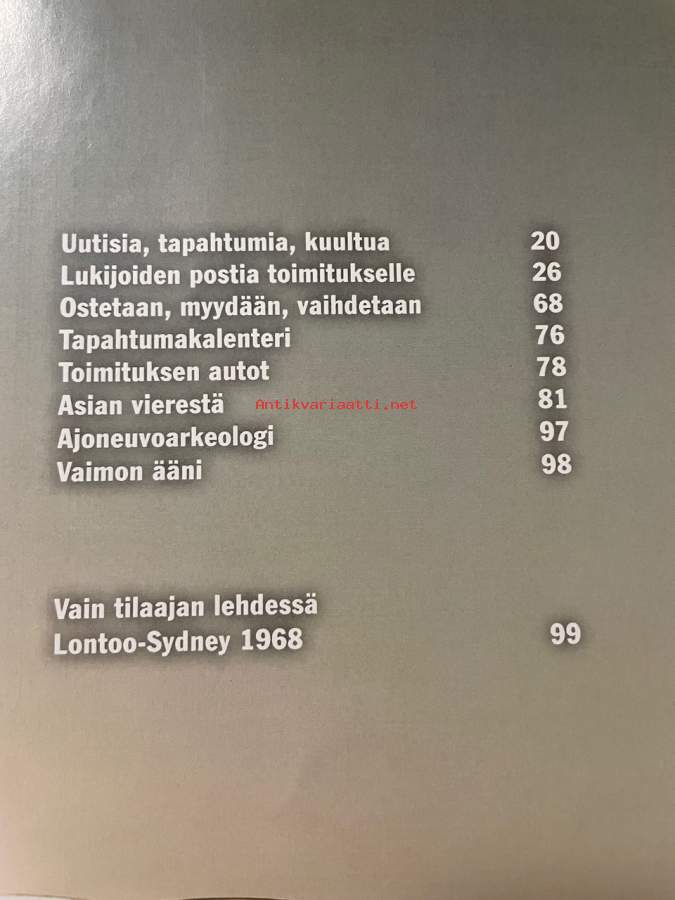 Uutisia, tapahtumia, kuultua 20
Lukijoiden postia toimitukselle 26
Ostetaan, myydään, vaihdetaan 68
Tapahtumakalenteri 76
Toimituksen autot 78
Asian vierestä 81
Antikvariaatti.net
Ajoneuvoarkeologi 97
Vaimon ääni 98
Vain tilaajan lehdessä
Lontoo-Sydney 1968 99